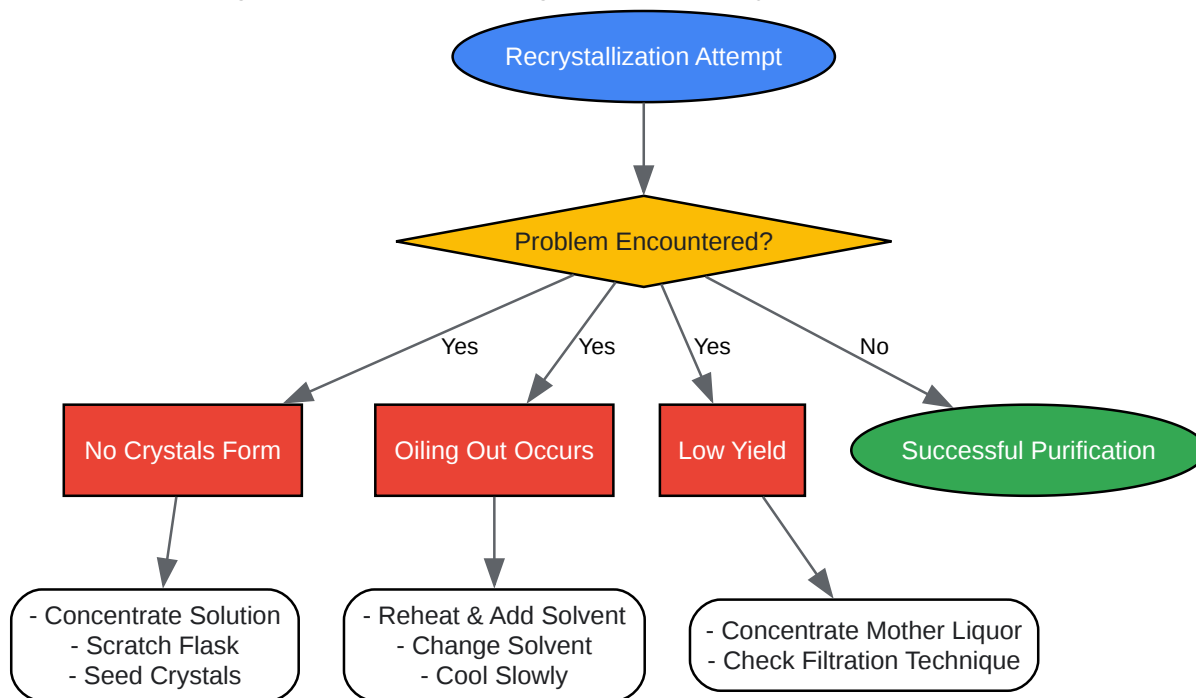 Recrystallization Attempt
Problem Encountered?
Yes
Yes
Yes
No
No Crystals Form
Oiling Out Occurs
Low Yield
Successful Purification
- Concentrate Solution
- Scratch Flask
- Seed Crystals
- Reheat & Add Solvent
- Change Solvent
- Cool Slowly
- Concentrate Mother Liquor
- Check Filtration Technique